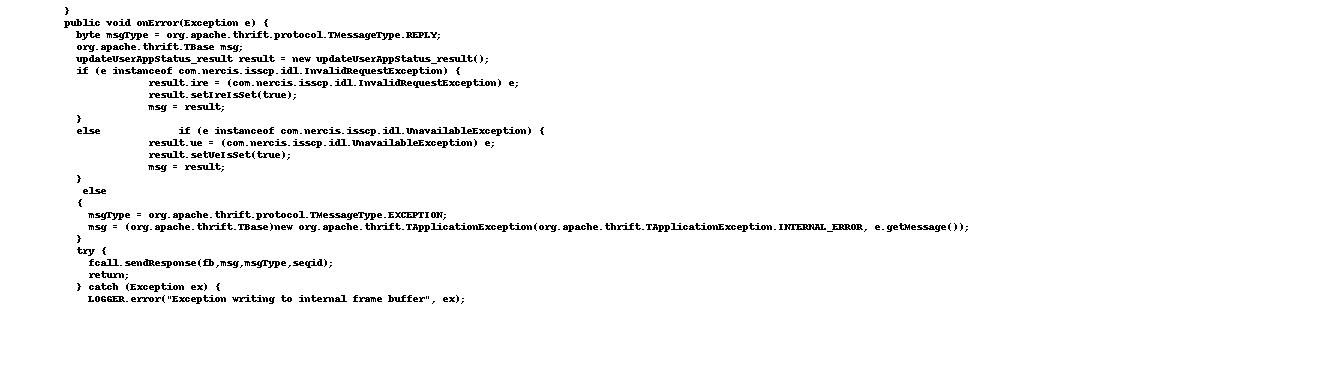 }
public void onError(Exception e) {
byte msgType = org.apache.thrift.protocol.TMessageType.REPLY;
org.apache.thrift.TBase msg;
updateUserAppStatus_result result = new updateUserAppStatus_result();
if (e instanceof com.nercis.isscp.idl.InvalidRequestException) {
result.ire = (com.nercis.isscp.idl.InvalidRequestException) e;
result.setIreIsSet(true);
msg = result;
}
else if (e instanceof com.nercis.isscp.idl.UnavailableException) {
result.ue = (com.nercis.isscp.idl.UnavailableException) e;
result.setUeIsSet(true);
msg = result;
}
else
{
msgType = org.apache.thrift.protocol.TMessageType.EXCEPTION;
msg = (org.apache.thrift.TBase)new org.apache.thrift.TApplicationException(org.apache.thrift.TApplicationException.INTERNAL_ERROR, e.getMessage());
}
try {
fcall.sendResponse(fb,msg,msgType,seqid);
return;
} catch (Exception ex) {
LOGGER.error("Exception writing to internal frame buffer", ex);